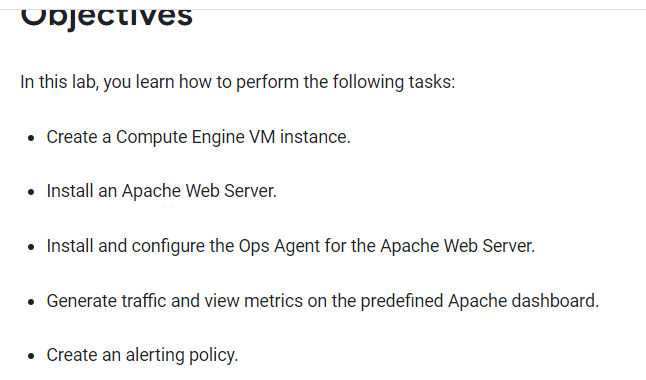 Objectives
In this lab, you learn how to perform the following tasks:
• Create a Compute Engine VM instance.
• Install an Apache Web Server.
• Install and configure the Ops Agent for the Apache Web Server.
• Generate traffic and view metrics on the predefined Apache dashboard.
• Create an alerting policy.